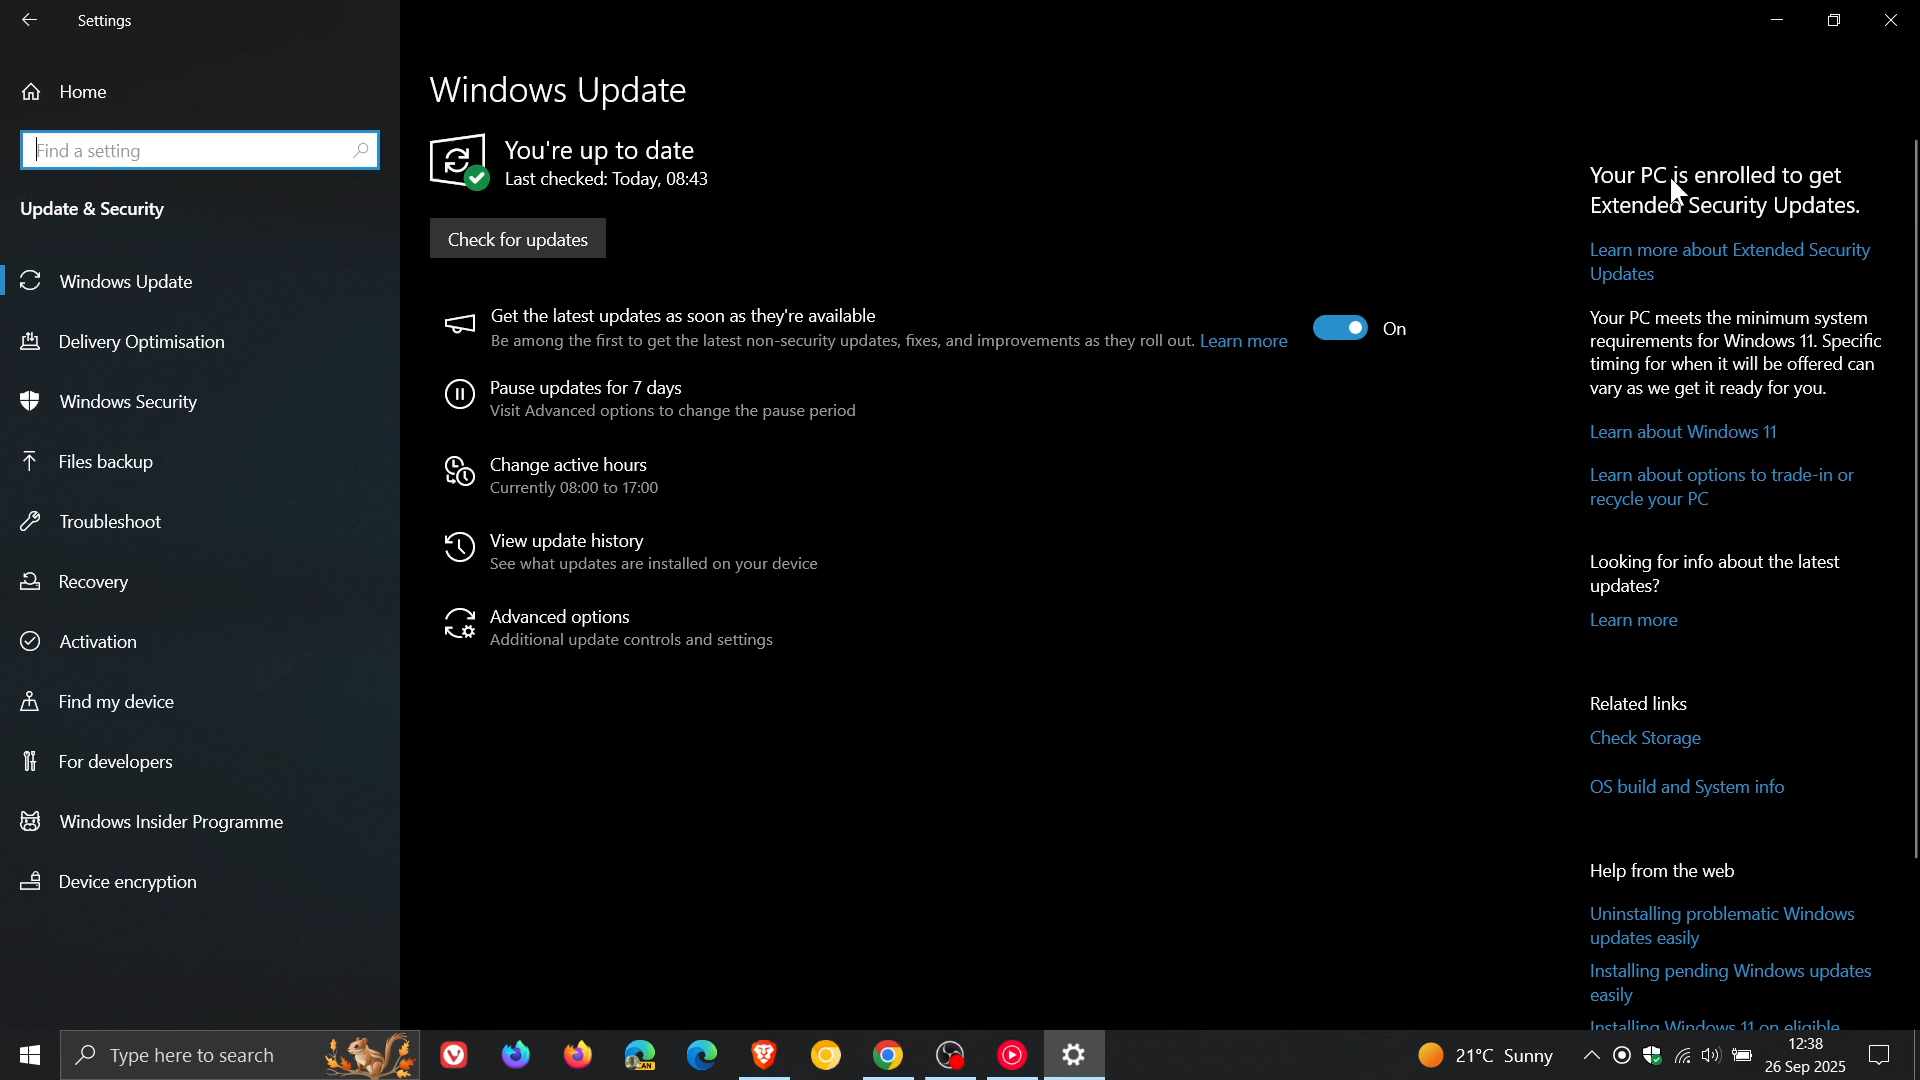 Settings
Home
Find a setting
Update & Security
Windows Update
Delivery Optimisation
Windows Security
Files backup
Troubleshoot
Recovery
Activation
Find my device
For developers
Windows Insider Programme
Device encryption
Windows Update
You're up to date
Last checked: Today, 08:43
Check for updates
Get the latest updates as soon as they're available
Be among the first to get the latest non-security updates, fixes, and improvements as they roll out. Learn more
On
Pause updates for 7 days
Visit Advanced options to change the pause period
Change active hours
Currently 08:00 to 17:00
View update history
See what updates are installed on your device
Advanced options
Additional update controls and settings
Your PC is enrolled to get
Extended Security Updates.
Learn more about Extended Security
Updates
Your PC meets the minimum system
requirements for Windows 11. Specific
timing for when it will be offered can
vary as we get it ready for you.
Learn about Windows 11
Learn about options to trade-in or
recycle your PC
Looking for info about the latest
updates?
Learn more
Related links
Check Storage
OS build and System info
Help from the web
Uninstalling problematic Windows
updates easily
Installing pending Windows updates
easily
Installing Windows 11 on eligible
Type here to search
CAN
21°C Sunny
12:38
26 Sep 2025